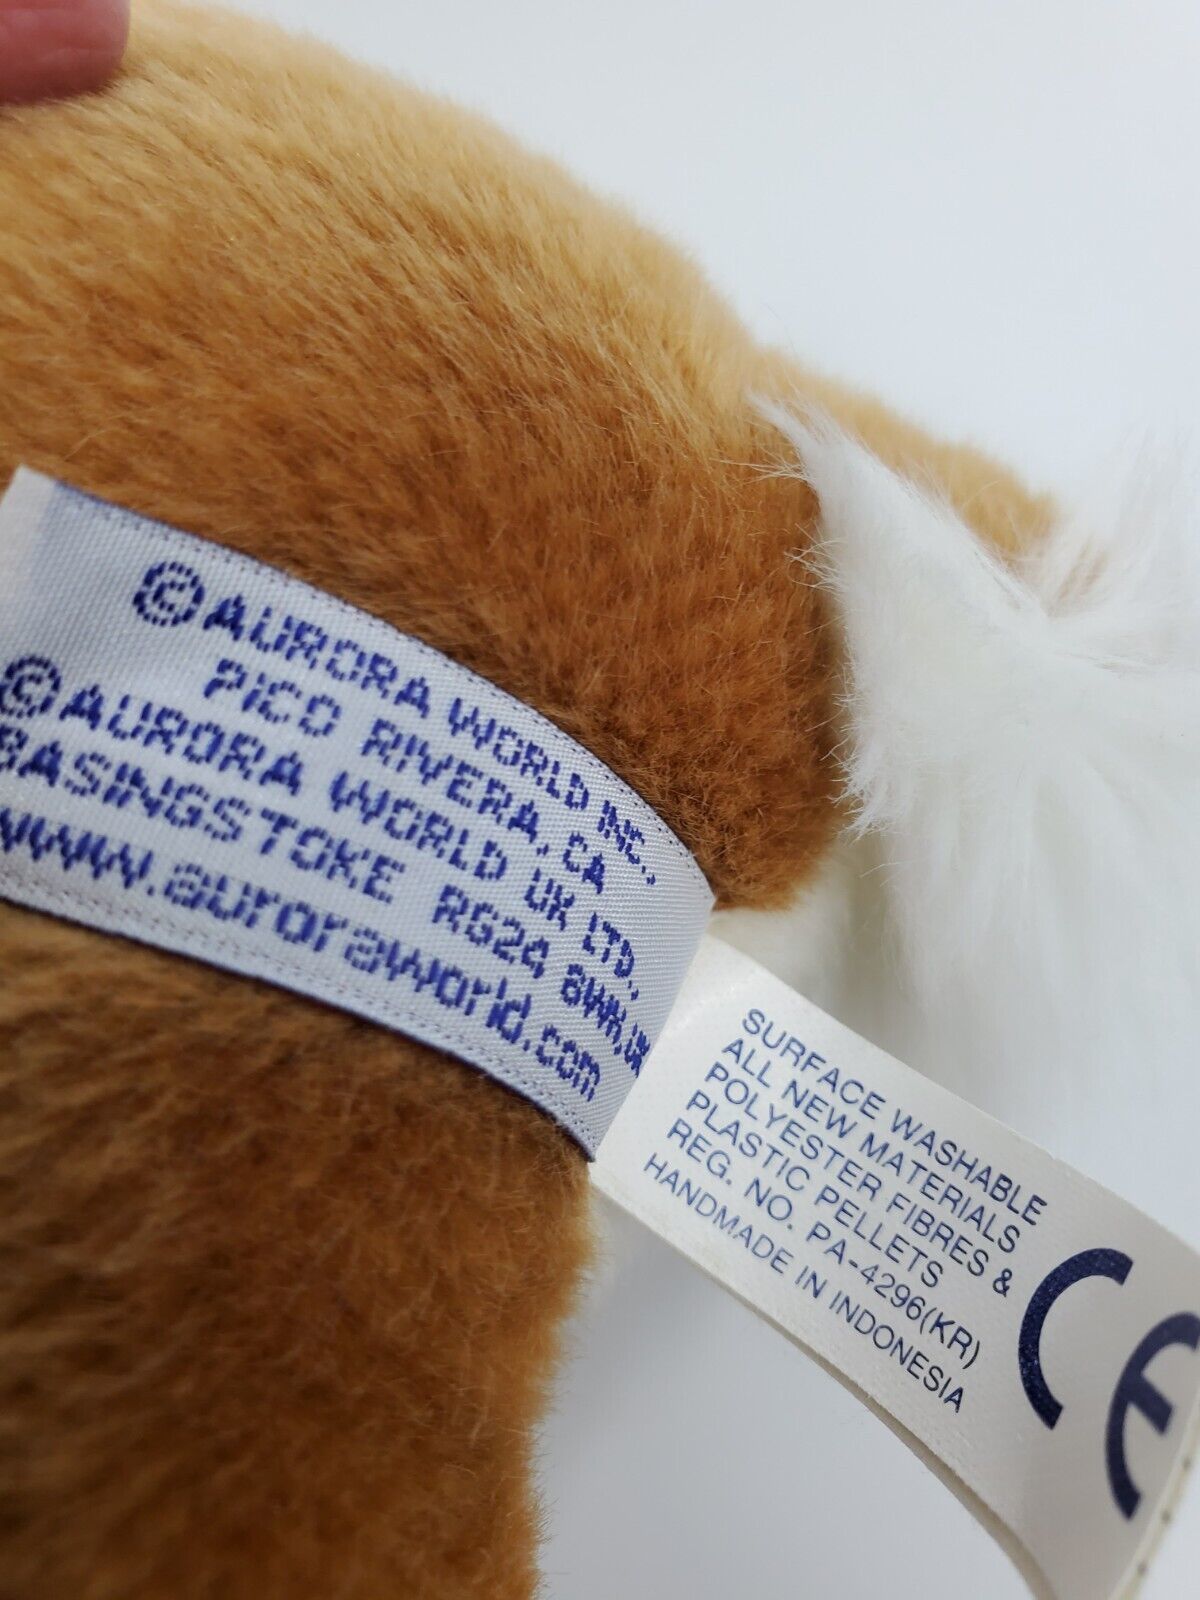 ©AURORA WORLD INC.,
PICO RIVERA, CA
©AURORA WORLD UK LTD.,
BASINGSTOKE RG24 8WH,UK
www.auroraworld.com
SURFACE WASHABLE
ALL NEW MATERIALS
POLYESTER FIBRES &
PLASTIC PELLETS
REG. NO. PA-4296(KR)
HANDMADE IN INDONESIA
CE